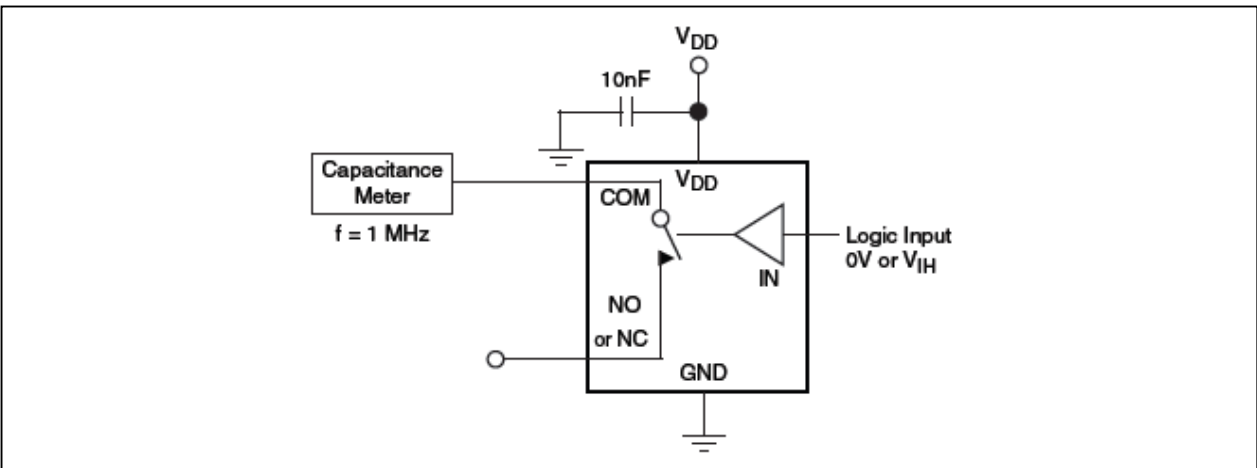 VDD
10nF
Capacitance
Meter
f = 1 MHz
VDD
COM
Logic Input
0V or VIH
IN
NO
or NC
GND